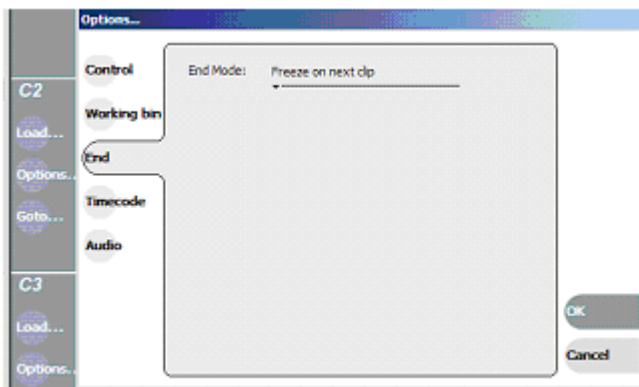 Options...
C2
Load...
Options..
Goto...
C3
Load...
Options..
Control
Working bin
End
Timecode
Audio
End Mode: Freeze on next clip
OK
Cancel